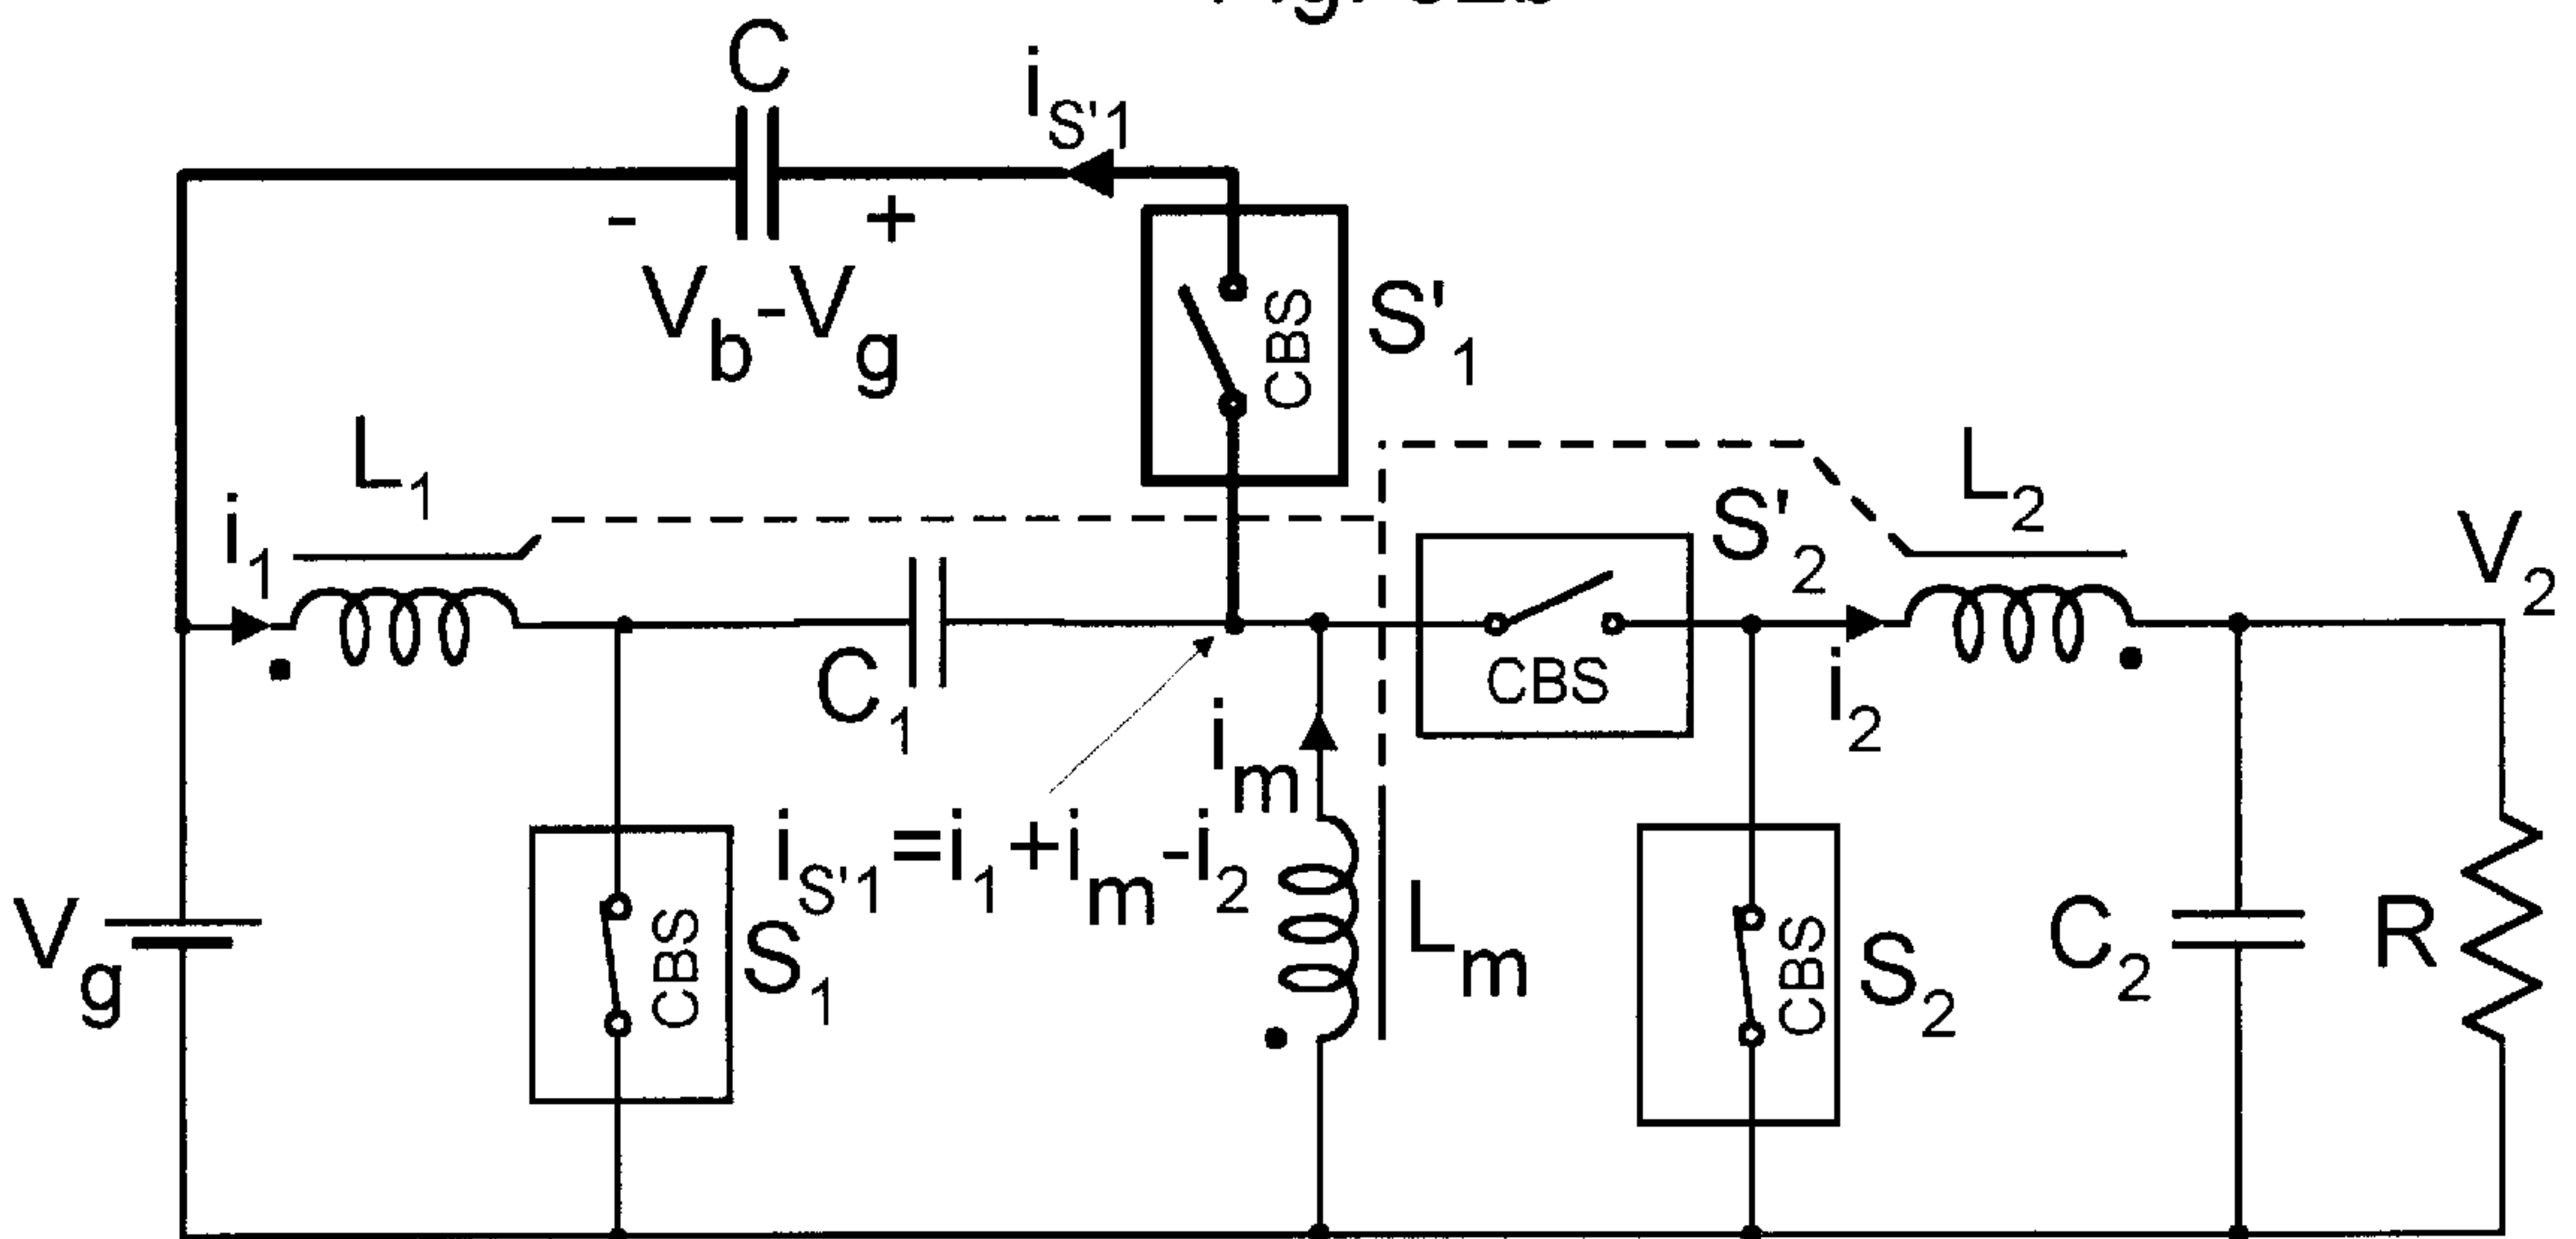 C
i_S'1
- +
V_b-V_g
CBS
S'_1
L_1
i_1
S'_2
L_2
V_2
C_1
CBS
i_2
i_m
i_S'1=i_1+i_m-i_2
V_g
CBS
S_1
L_m
CBS
S_2
C_2
R